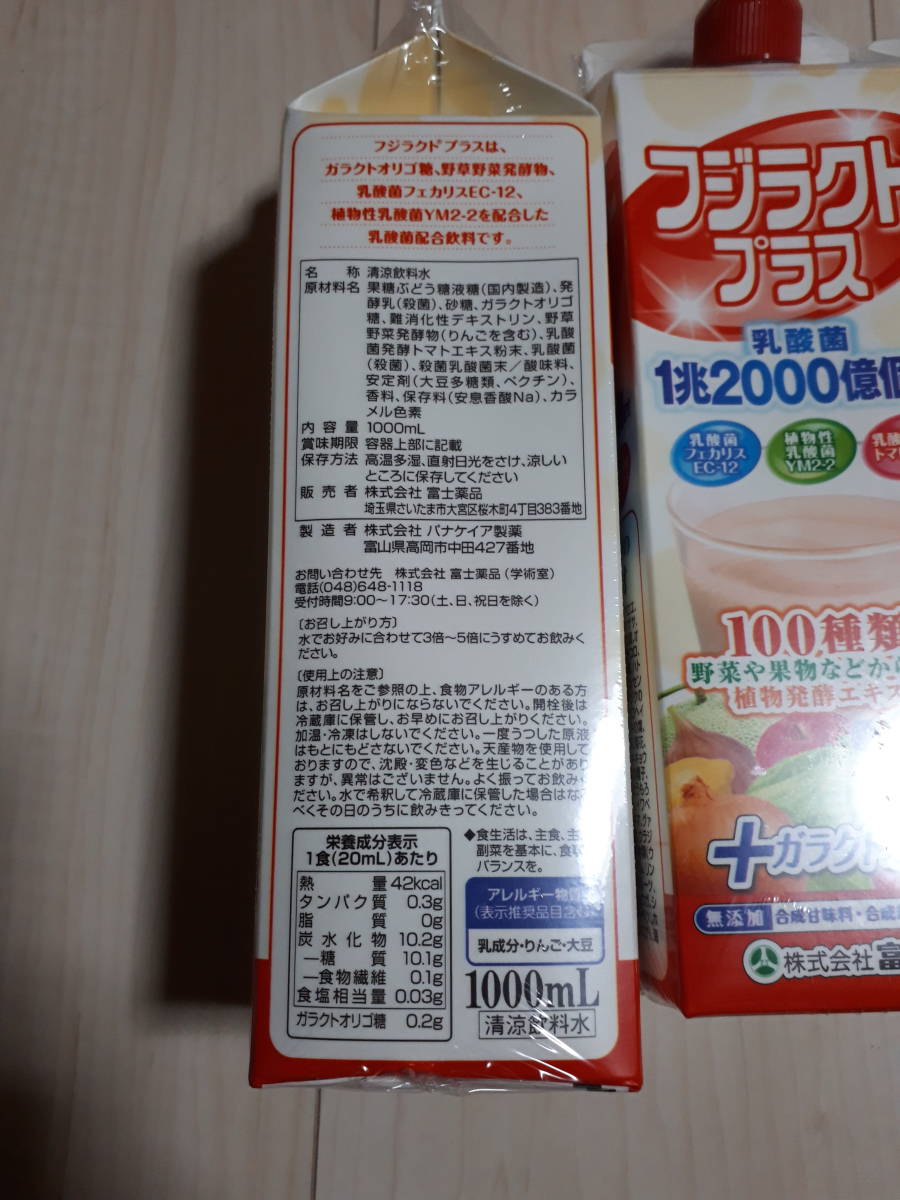 フジラクトプラスは、
ガラクトオリゴ糖、野草野菜発酵物、
乳酸菌フェカリスEC-12、
植物性乳酸菌YM2-2を配合した
乳酸菌配合飲料です。
名称 清涼飲料水
原材料名 果糖ぶどう糖液糖(国内製造)、発
酵乳(殺菌)、砂糖、ガラクトオリゴ
糖、難消化性デキストリン、野草
野菜発酵物(りんごを含む)、乳酸
菌発酵トマトエキス粉末、乳酸菌
(殺菌)、殺菌乳酸菌末/酸味料、
安定剤(大豆多糖類、ペクチン)、
香料、保存料(安息香酸Na)、カラ
メル色素
内容量 1000mL
賞味期限 容器上部に記載
保存方法 高温多湿、直射日光をさけ、涼しい
ところに保存してください
販売者 株式会社 富士薬品
埼玉県さいたま市大宮区桜木町4丁目383番地
製造者 株式会社 パナケイア製薬
富山県高岡市中田427番地
お問い合わせ先 株式会社 富士薬品(学術室)
電話(048)648-1118
受付時間9:00~17:30(土、日、祝日を除く)
〔お召し上がり方〕
水でお好みに合わせて3倍~5倍にうすめてお飲みく
ださい。
〔使用上の注意〕
原材料名をご参照の上、食物アレルギーのある方
は、お召し上がりにならないでください。開栓後は
冷蔵庫に保管し、お早めにお召し上がりください。
加温・冷凍はしないでください。一度うつした原液
はもとにもどさないでください。天産物を使用して
おりますので、沈殿・変色などを生じることがあり
ますが、異常はございません。よく振ってお飲みく
ださい。水で希釈して冷蔵庫に保管した場合はなる
べくその日のうちに飲みきってください。
栄養成分表示
1食(20mL)あたり
熱量 42kcal
タンパク質 0.3g
脂質 0g
炭水化物 10.2g
―糖質 10.1g
―食物繊維 0.1g
食塩相当量 0.03g
ガラクトオリゴ糖 0.2g
◆食生活は、主食、主
副菜を基本に、食
バランスを。
アレルギー物質
(表示推奨品目含む)
乳成分・りんご・大豆
1000mL
清涼飲料水
フジラクト
プラス
乳酸菌
1兆2000億個
乳酸菌
フェカリス
EC-12
植物性
乳酸菌
YM2-2
乳酸
トマ
100種類
野菜や果物などから
植物発酵エキス
+ガラクト
無添加 合成甘味料・合成
株式会社 富